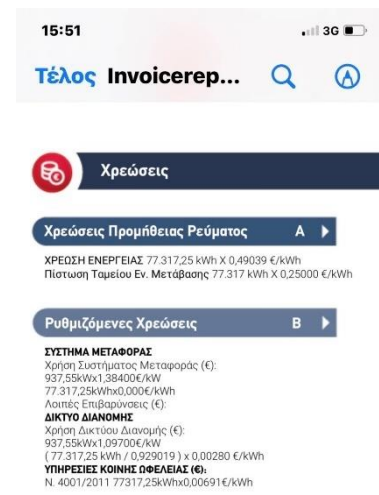 15:51
3G
Τέλος Invoicerep...
Χρεώσεις
Χρεώσεις Προμήθειας Ρεύματος Α
ΧΡΕΩΣΗ ΕΝΕΡΓΕΙΑΣ 77.317,25 kWh X 0,49039 €/kWh
Πίστωση Ταμείου Εν. Μετάβασης 77.317 kWh X 0,25000 €/kWh
Ρυθμιζόμενες Χρεώσεις Β
ΣΥΣΤΗΜΑ ΜΕΤΑΦΟΡΑΣ
Χρήση Συστήματος Μεταφοράς (€):
937,55kWx1,38400€/kW
77.317,25kWhx0,000€/kWh
Λοιπές Επιβαρύνσεις (€):
ΔΙΚΤΥΟ ΔΙΑΝΟΜΗΣ
Χρήση Δικτύου Διανομής (€):
937,55kWx1,09700€/kW
( 77.317,25 kWh / 0,929019 ) x 0,00280 €/kWh
ΥΠΗΡΕΣΙΕΣ ΚΟΙΝΗΣ ΩΦΕΛΕΙΑΣ (€):
Ν. 4001/2011 77317,25kWhx0,00691€/kWh